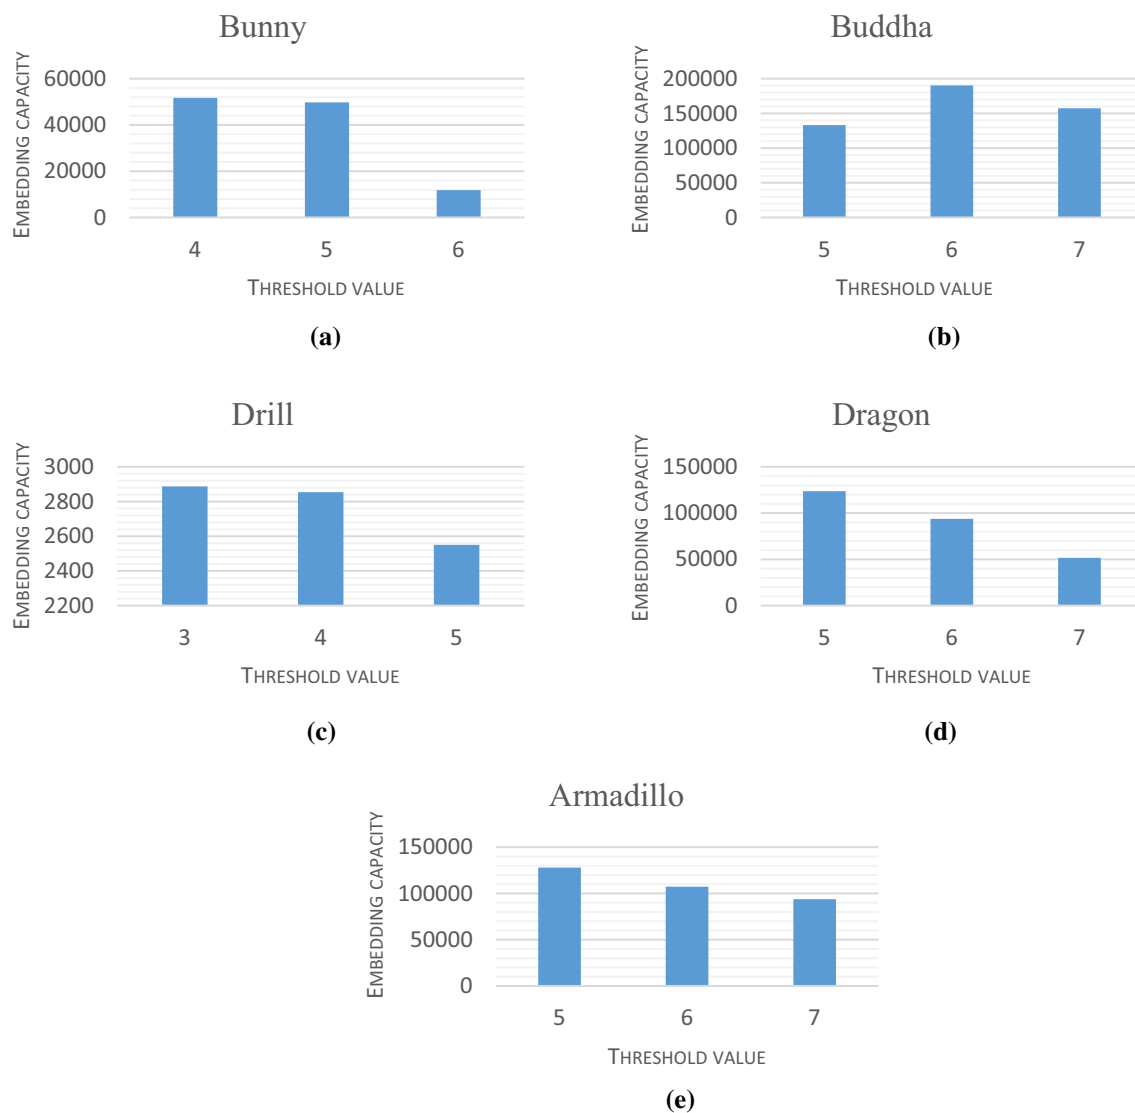 Bunny
EMBEDDING CAPACITY
60000
40000
20000
0
4 5 6
THRESHOLD VALUE
(a)
Buddha
EMBEDDING CAPACITY
200000
150000
100000
50000
0
5 6 7
THRESHOLD VALUE
(b)
Drill
EMBEDDING CAPACITY
3000
2800
2600
2400
2200
3 4 5
THRESHOLD VALUE
(c)
Dragon
EMBEDDING CAPACITY
150000
100000
50000
0
5 6 7
THRESHOLD VALUE
(d)
Armadillo
EMBEDDING CAPACITY
150000
100000
50000
0
5 6 7
THRESHOLD VALUE
(e)